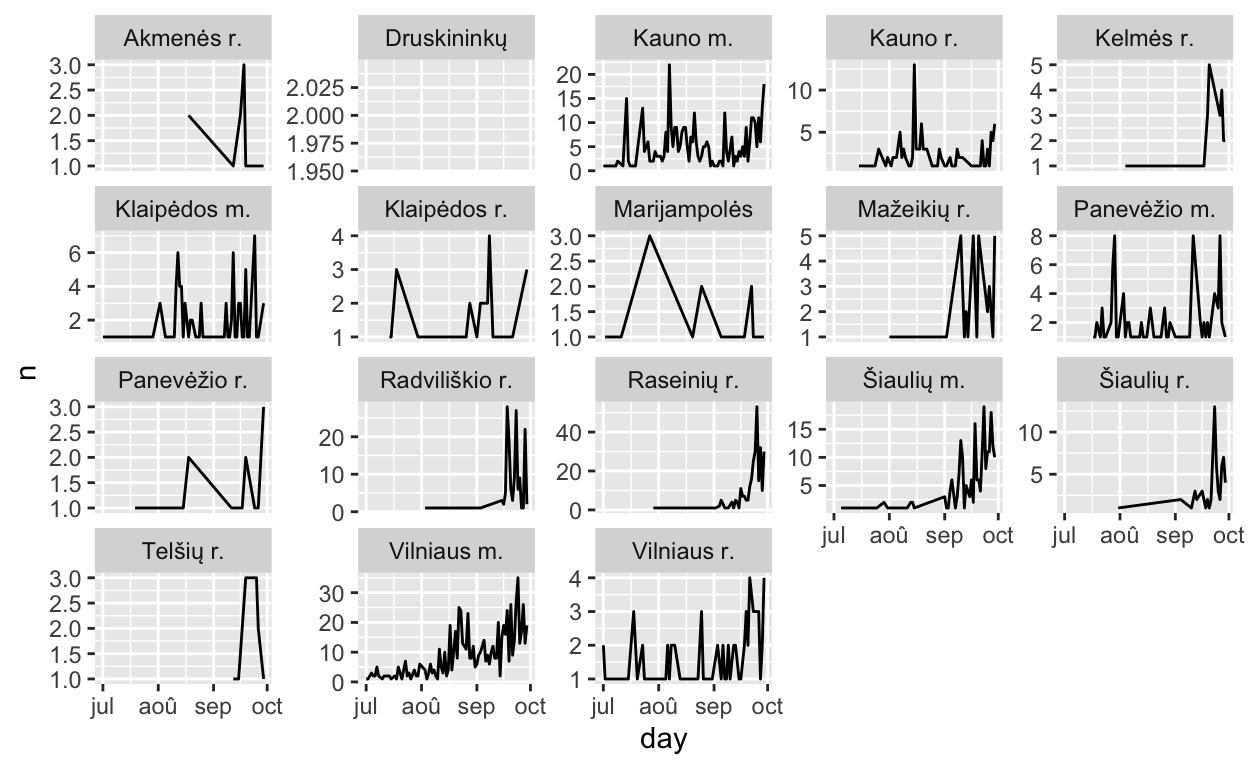 Akmenės r. Druskininkų Kauno m. Kauno r. Kelmės r.
3.0 2.5 2.0 1.5 1.0
2.025 2.000 1.975 1.950
20 15 10 5 0
10 5
5 4 3 2 1
Klaipėdos m. Klaipėdos r. Marijampolės Mažeikių r. Panevėžio m.
6 4 2
4 3 2 1
3.0 2.5 2.0 1.5 1.0
5 4 3 2 1
8 6 4 2
n
Panevėžio r. Radviliškio r. Raseinių r. Šiaulių m. Šiaulių r.
3.0 2.5 2.0 1.5 1.0
20 10 0
40 20 0
15 10 5
10 5
jul aoû sep oct
jul aoû sep oct
Telšių r. Vilniaus m. Vilniaus r.
3.0 2.5 2.0 1.5 1.0
30 20 10 0
4 3 2 1
jul aoû sep oct
jul aoû sep oct
jul aoû sep oct
day